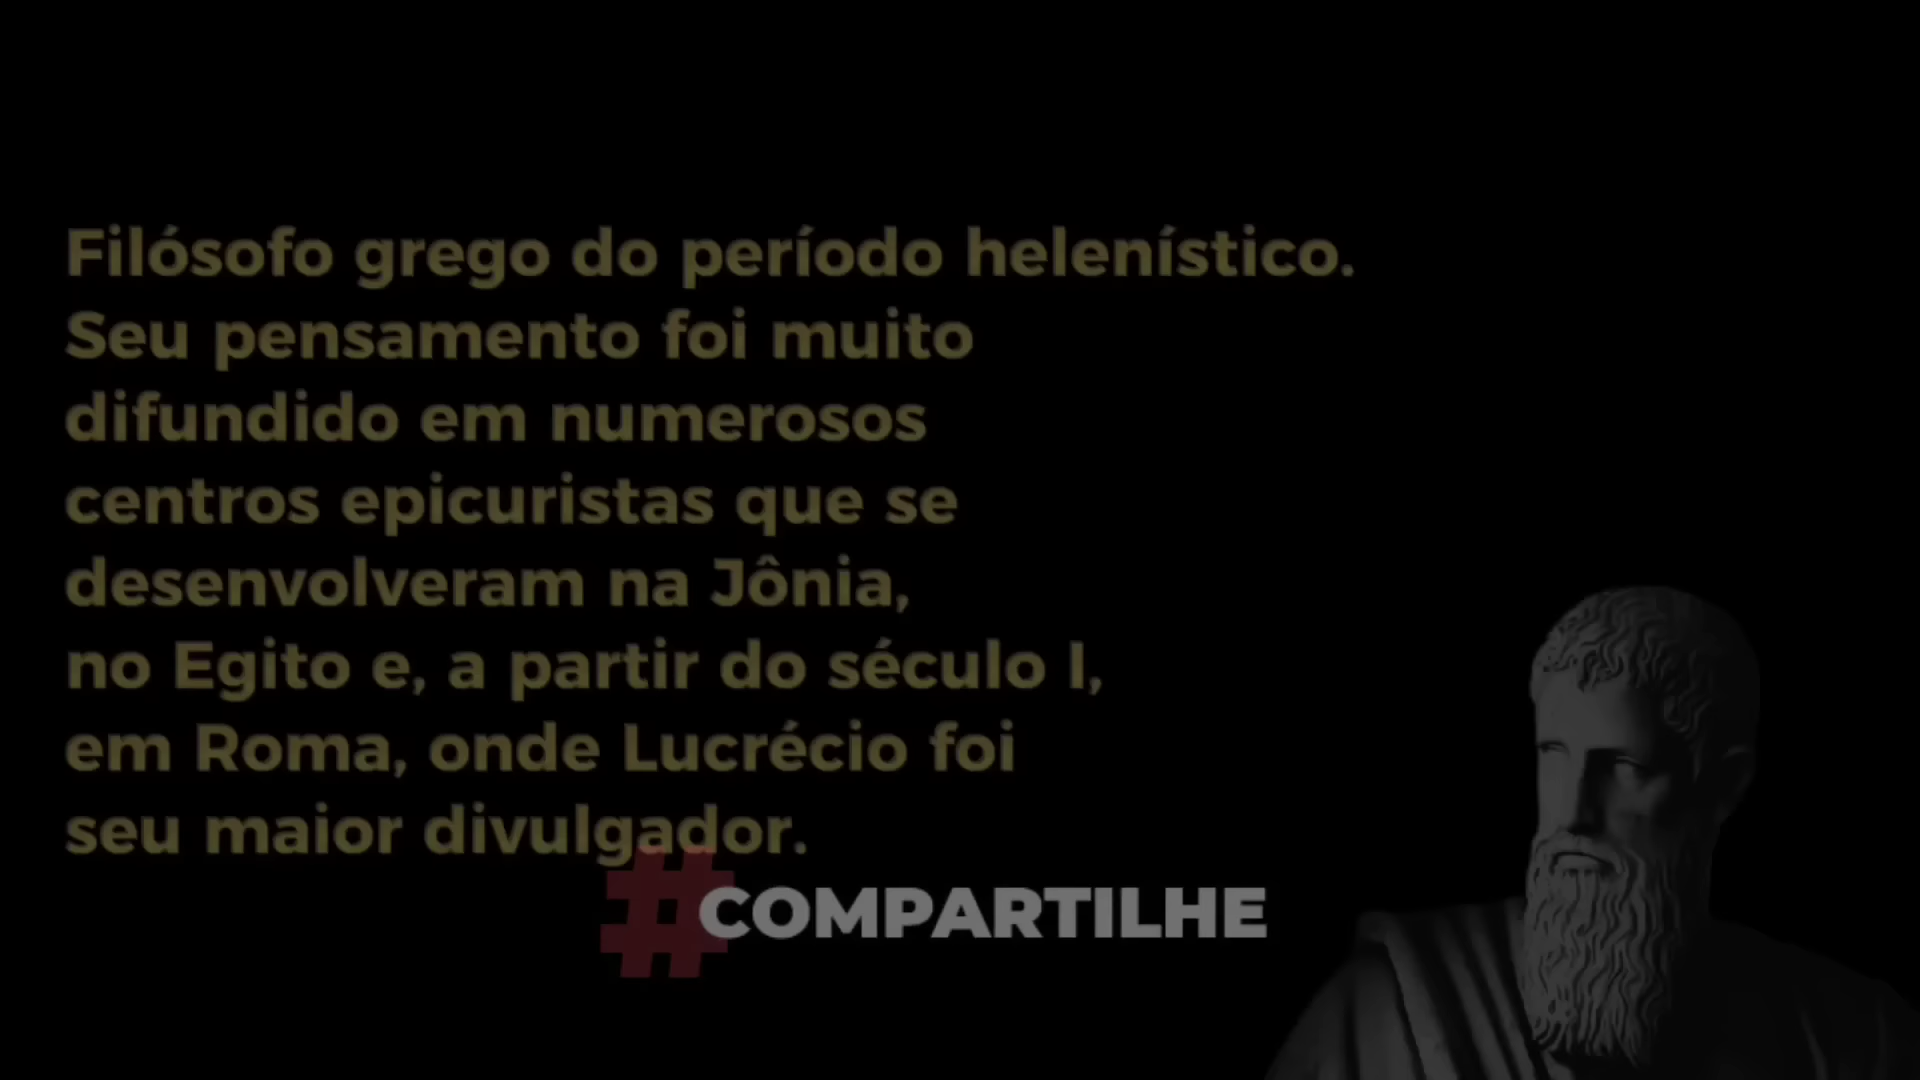 Filósofo grego do período helenístico.
Seu pensamento foi muito
difundido em numerosos
centros epicuristas que se
desenvolveram na Jônia,
no Egito e, a partir do século I,
em Roma, onde Lucrécio foi
seu maior divulgador.
#COMPARTILHE